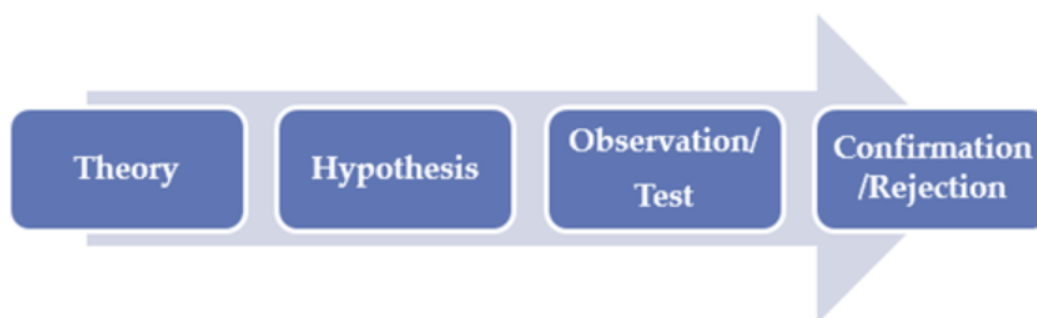 Theory
Hypothesis
Observation/
Test
Confirmation
/Rejection